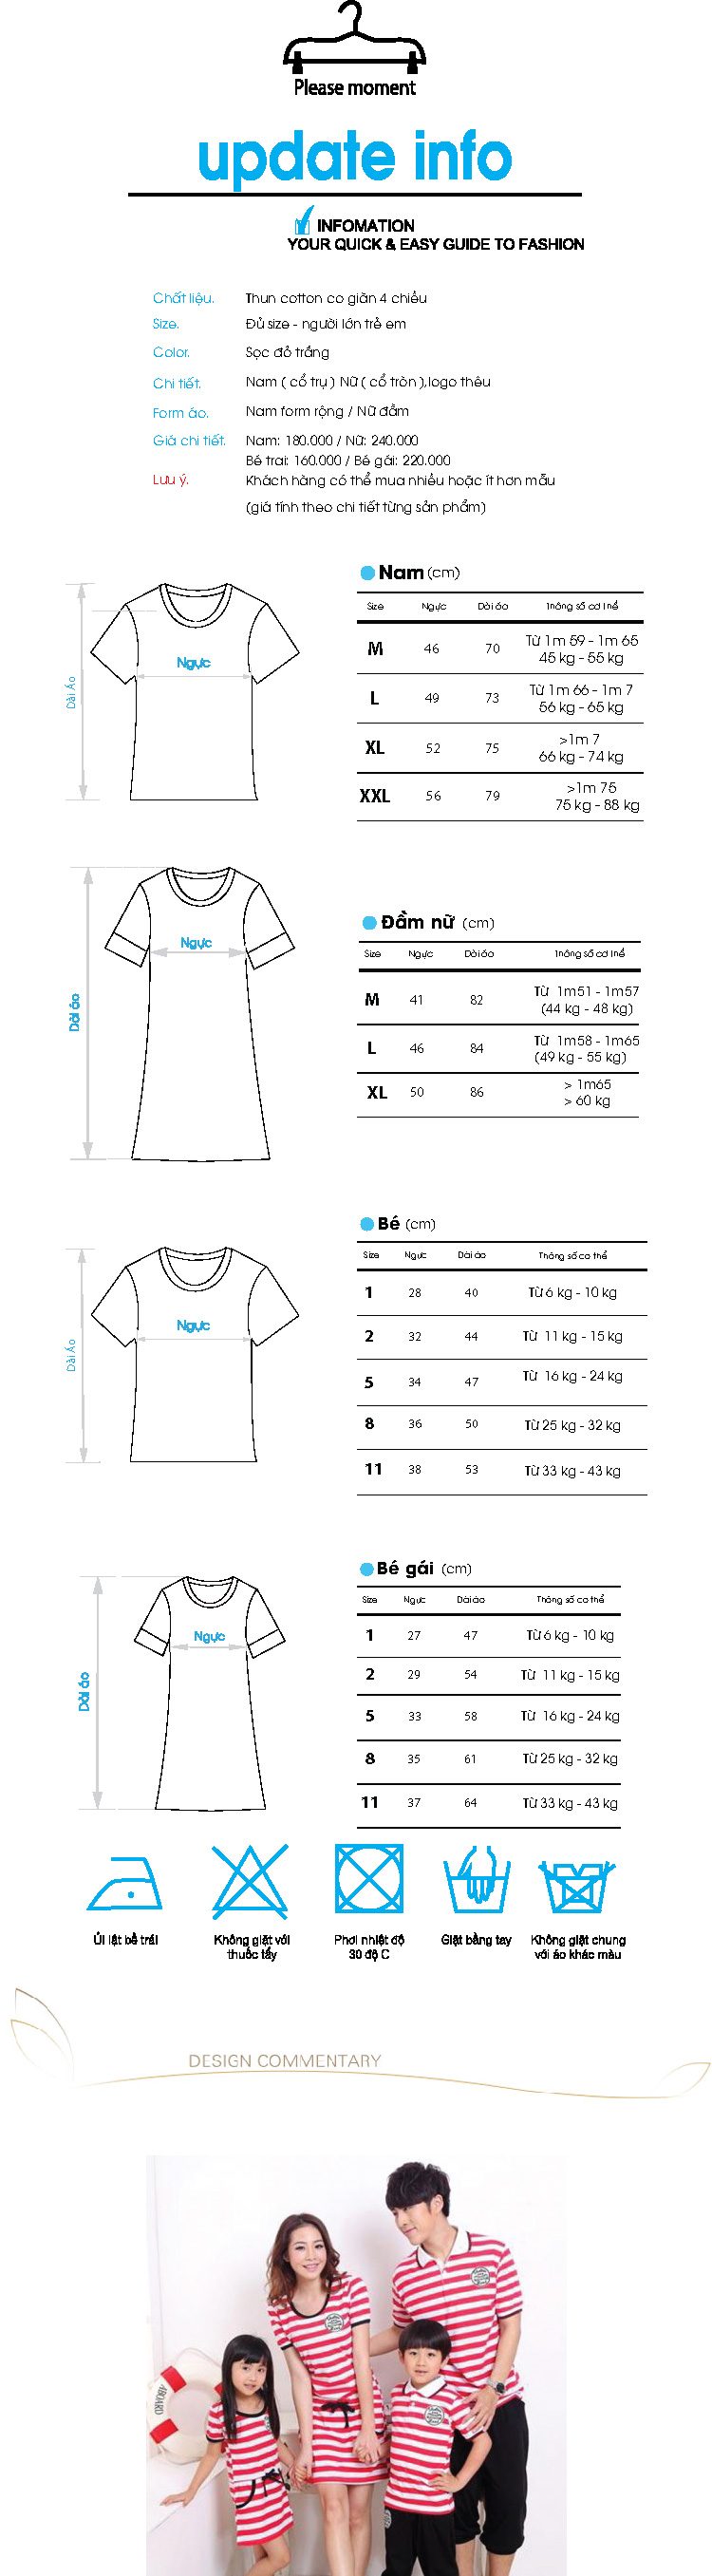 Please moment
update info
INFOMATION
YOUR QUICK & EASY GUIDE TO FASHION
Chất liệu. Thun cotton co giãn 4 chiều
Size. Đủ size - người lớn trẻ em
Color. Sọc đỏ trắng
Chi tiết. Nam ( cổ trụ ) Nữ ( cổ tròn ),logo thêu
Form áo. Nam form rộng / Nữ đầm
Giá chi tiết. Nam: 180.000 / Nữ: 240.000
Bé trai: 160.000 / Bé gái: 220.000
Lưu ý. Khách hàng có thể mua nhiều hoặc ít hơn mẫu
(giá tính theo chi tiết từng sản phẩm)
Dài Áo
Ngực
Nam (cm)
Size Ngực Dài áo Thông số cơ thể
M 46 70 Từ 1m 59 - 1m 65
45 kg - 55 kg
L 49 73 Từ 1m 66 - 1m 7
56 kg - 65 kg
XL 52 75 >1m 7
66 kg - 74 kg
XXL 56 79 >1m 75
75 kg - 88 kg
Dài áo
Ngực
Đầm nữ (cm)
Size Ngực Dài áo Thông số cơ thể
M 41 82 Từ 1m51 - 1m57
(44 kg - 48 kg)
L 46 84 Từ 1m58 - 1m65
(49 kg - 55 kg)
XL 50 86 > 1m65
> 60 kg
Dài Áo
Ngực
Bé (cm)
Size Ngực Dài áo Thông số cơ thể
1 28 40 Từ 6 kg - 10 kg
2 32 44 Từ 11 kg - 15 kg
5 34 47 Từ 16 kg - 24 kg
8 36 50 Từ 25 kg - 32 kg
11 38 53 Từ 33 kg - 43 kg
Dài áo
Ngực
Bé gái (cm)
Size Ngực Dài áo Thông số cơ thể
1 27 47 Từ 6 kg - 10 kg
2 29 54 Từ 11 kg - 15 kg
5 33 58 Từ 16 kg - 24 kg
8 35 61 Từ 25 kg - 32 kg
11 37 64 Từ 33 kg - 43 kg
Ủi lật bề trái
Không giặt với
thuốc tẩy
Phơi nhiệt độ
30 độ C
Giặt bằng tay
Không giặt chung
với áo khác màu
DESIGN COMMENTARY
ABOARD